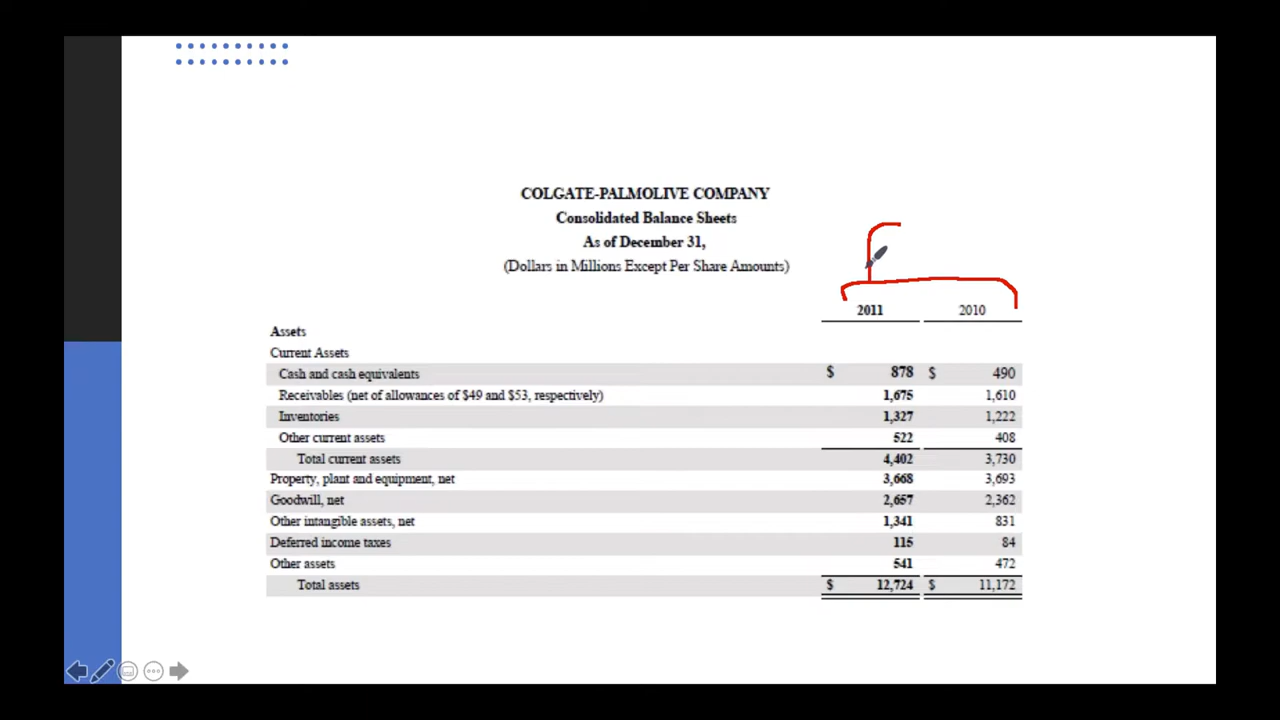 COLGATE-PALMOLIVE COMPANY
Consolidated Balance Sheets
As of December 31,
(Dollars in Millions Except Per Share Amounts)
2011 2010
Assets
Current Assets
Cash and cash equivalents $ 878 $ 490
Receivables (net of allowances of $49 and $53, respectively) 1,675 1,610
Inventories 1,327 1,222
Other current assets 522 408
Total current assets 4,402 3,730
Property, plant and equipment, net 3,668 3,693
Goodwill, net 2,657 2,362
Other intangible assets, net 1,341 831
Deferred income taxes 115 84
Other assets 541 472
Total assets $ 12,724 $ 11,172